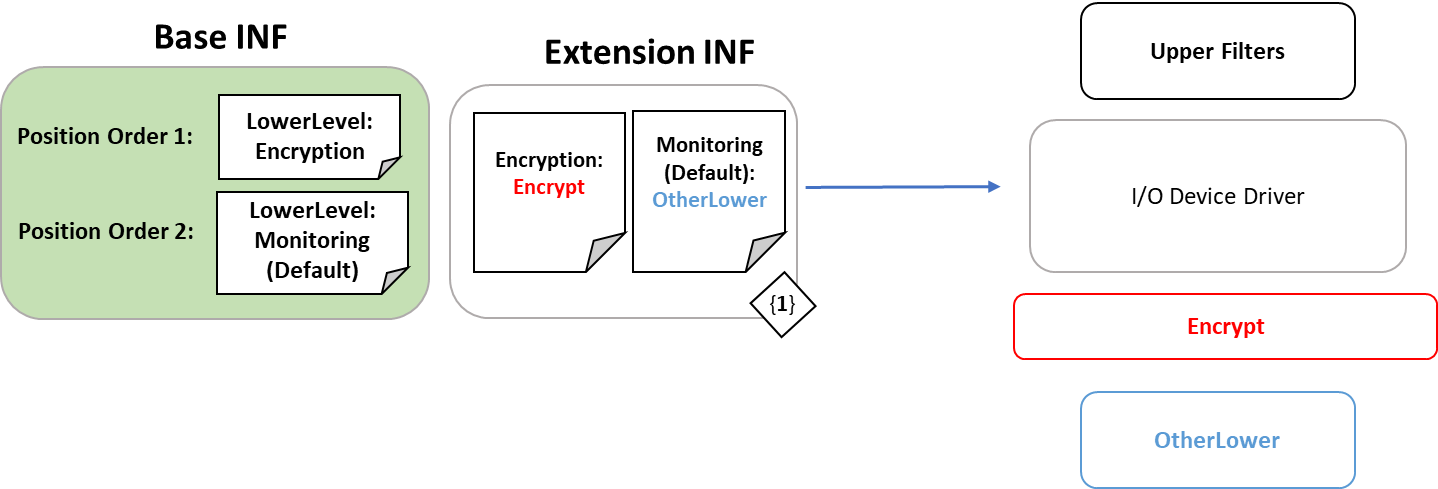 Base INF
Position Order 1:
LowerLevel:
Encryption
Position Order 2:
LowerLevel:
Monitoring
(Default)
Extension INF
Encryption:
Encrypt
Monitoring
(Default):
OtherLower
{1}
Upper Filters
I/O Device Driver
Encrypt
OtherLower